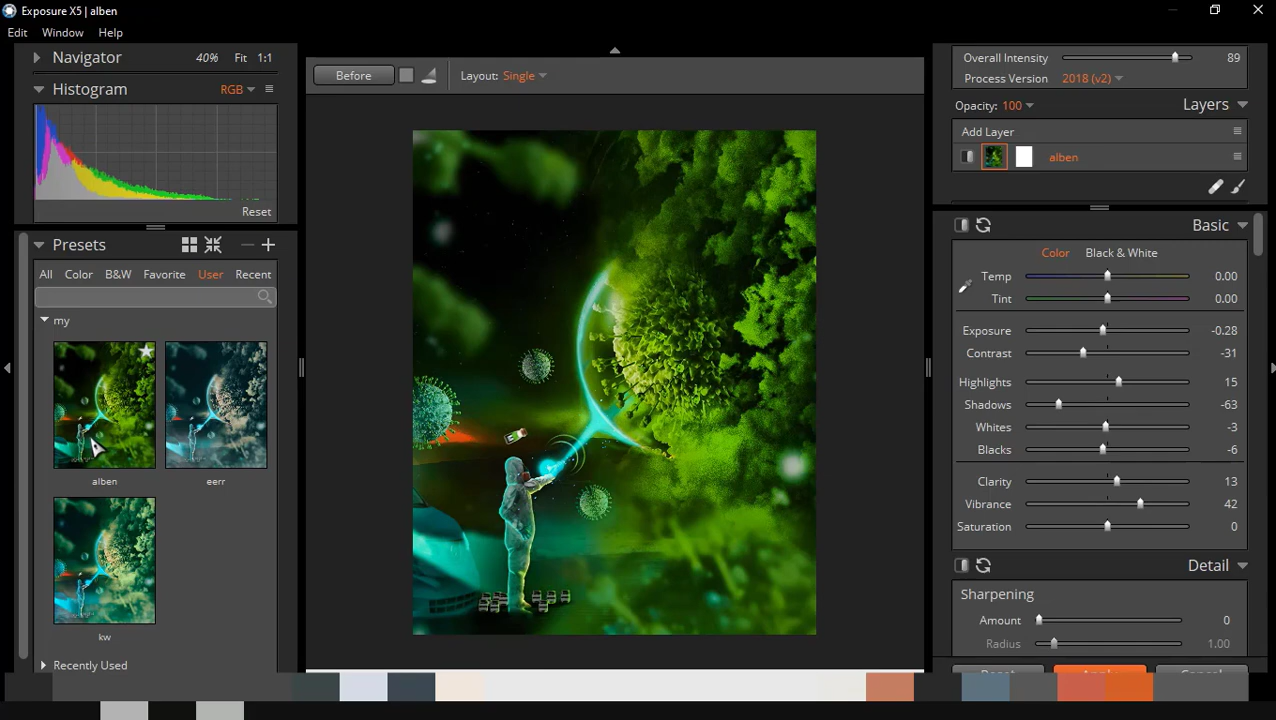 Exposure X5 | alben
Edit Window Help
Navigator 40% Fit 1:1
Histogram RGB
Reset
Presets
All Color B&W Favorite User Recent
my
alben eerr
kw
Recently Used
Before Layout: Single
Overall Intensity 89
Process Version 2018 (v2)
Opacity: 100 Layers
Add Layer
alben
Basic
Color Black & White
Temp 0.00
Tint 0.00
Exposure -0.28
Contrast -31
Highlights 15
Shadows -63
Whites -3
Blacks -6
Clarity 13
Vibrance 42
Saturation 0
Detail
Sharpening
Amount 0
Radius 1.00